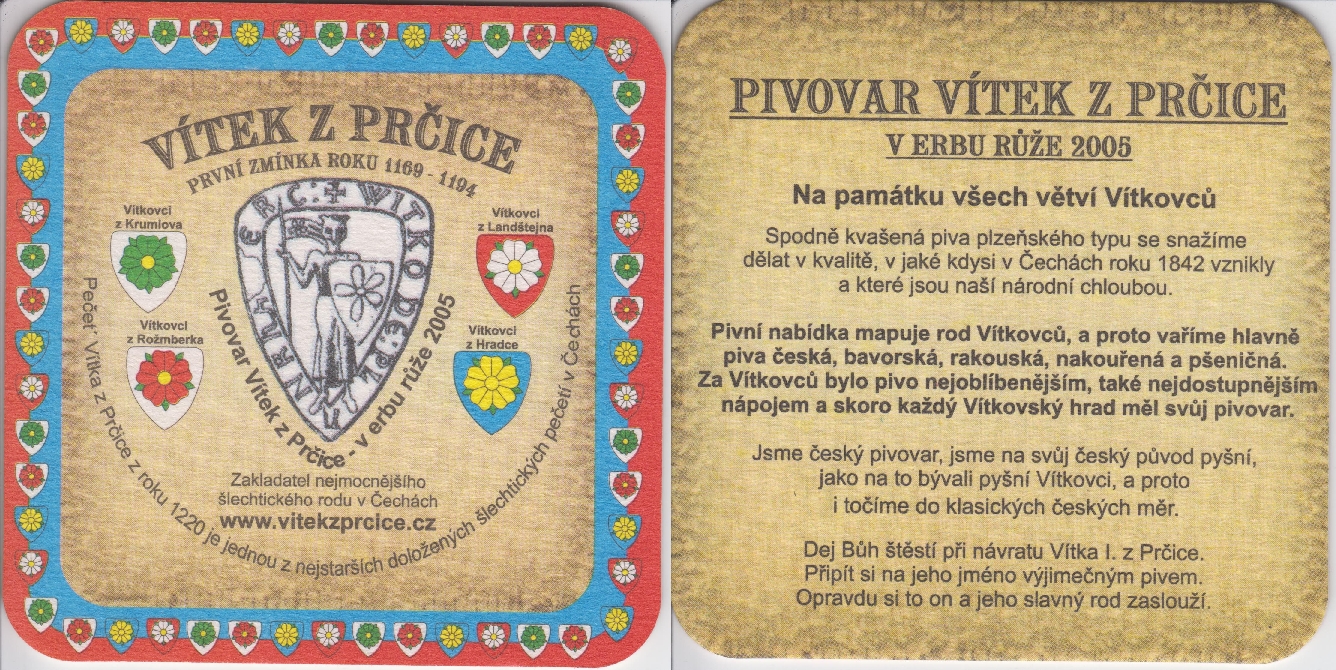 VÍTEK Z PRČICE
PRVNÍ ZMÍNKA ROKU 1169 - 1194
Vítkovci
z Krumlova
Vítkovci
z Landštejna
Vítkovci
z Rožmberka
Vítkovci
z Hradce
WITKO DE:
Pivovar Vítek z Prčice - v erbu růže 2005
Zakladatel nejmocnějšího
šlechtického rodu v Čechách
www.vitekzprcice.cz
Pečeť Vítka z Prčice z roku 1220 je jednou z nejstarších doložených šlechtických pečetí v Čechách
PIVOVAR VÍTEK Z PRČICE
V ERBU RŮŽE 2005
Na památku všech větví Vítkovců
Spodně kvašená piva plzeňského typu se snažíme
dělat v kvalitě, v jaké kdysi v Čechách roku 1842 vznikly
a které jsou naší národní chloubou.
Pivní nabídka mapuje rod Vítkovců, a proto vaříme hlavně
piva česká, bavorská, rakouská, nakouřená a pšeničná.
Za Vítkovců bylo pivo nejoblíbenějším, také nejdostupnějším
nápojem a skoro každý Vítkovský hrad měl svůj pivovar.
Jsme český pivovar, jsme na svůj český původ pyšní,
jako na to bývali pyšní Vítkovci, a proto
i točíme do klasických českých měr.
Dej Bůh štěstí při návratu Vítka I. z Prčice.
Připít si na jeho jméno výjimečným pivem.
Opravdu si to on a jeho slavný rod zaslouží.